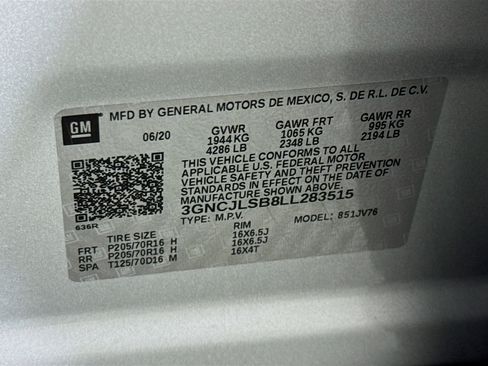 MFD BY GENERAL MOTORS DE MEXICO, S. DE R.L. DE C.V.
GM
06/20 GVWR GAWR FRT GAWR RR
1944 KG 1065 KG 995 KG
4286 LB 2348 LB 2194 LB
THIS VEHICLE CONFORMS TO ALL
APPLICABLE U.S. FEDERAL MOTOR
VEHICLE SAFETY AND THEFT PREVENTION
STANDARDS IN EFFECT ON THE DATE OF
MANUFACTURE SHOWN ABOVE.
3GNCJLSB8LL283515
TYPE: M.P.V. MODEL: 851JV76
636R
TIRE SIZE RIM
FRT P205/70R16 H 16X6.5J
RR P205/70R16 H 16X6.5J
SPA T125/70D16 M 16X4T